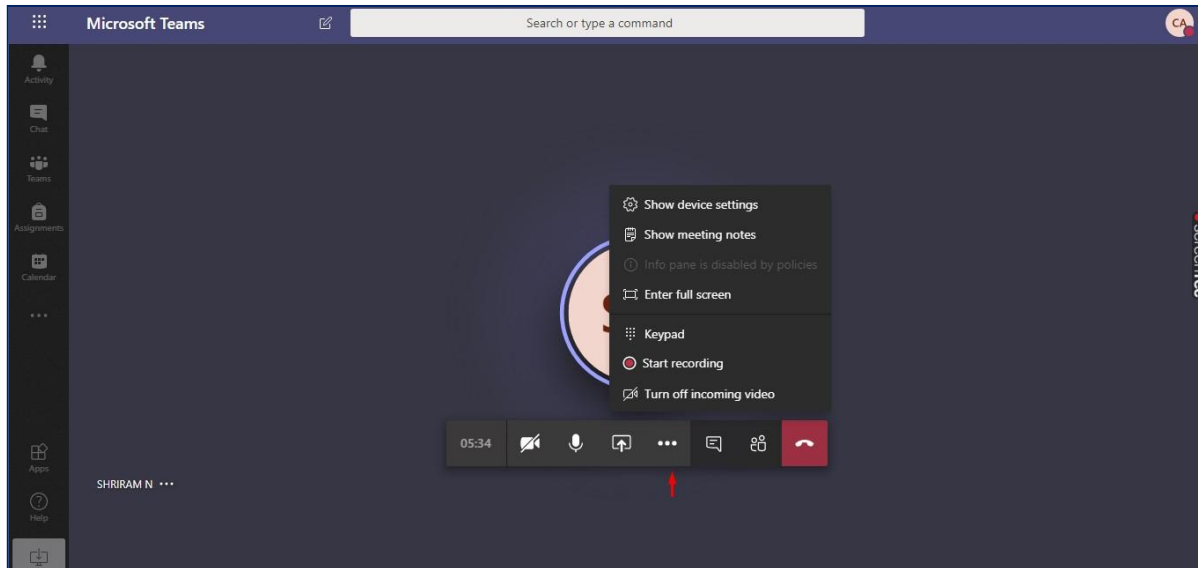 Microsoft Teams
Search or type a command
CA
Activity
Chat
Teams
Assignments
Calendar
Apps
Help
Show device settings
Show meeting notes
Info pane is disabled by policies
Enter full screen
Keypad
Start recording
Turn off incoming video
05:34
SHRIRAM N